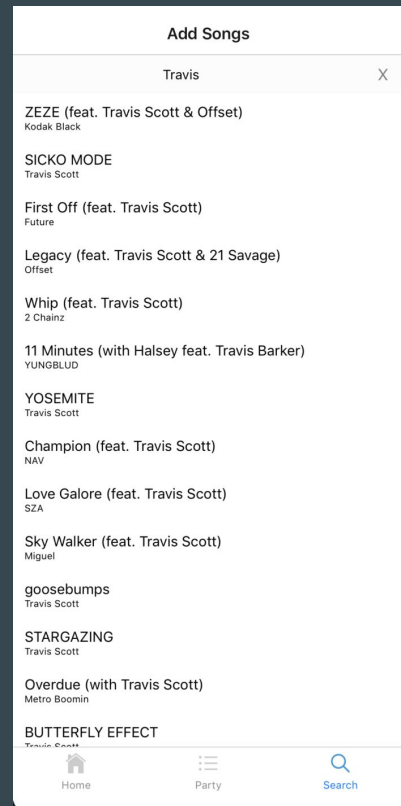 Add Songs
Travis X
ZEZE (feat. Travis Scott & Offset)
Kodak Black
SICKO MODE
Travis Scott
First Off (feat. Travis Scott)
Future
Legacy (feat. Travis Scott & 21 Savage)
Offset
Whip (feat. Travis Scott)
2 Chainz
11 Minutes (with Halsey feat. Travis Barker)
YUNGBLUD
YOSEMITE
Travis Scott
Champion (feat. Travis Scott)
NAV
Love Galore (feat. Travis Scott)
SZA
Sky Walker (feat. Travis Scott)
Miguel
goosebumps
Travis Scott
STARGAZING
Travis Scott
Overdue (with Travis Scott)
Metro Boomin
BUTTERFLY EFFECT
Travis Scott
Home Party Search